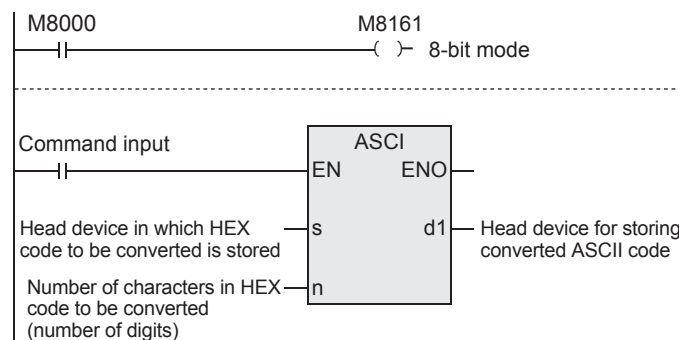 M8000 M8161
8-bit mode
Command input
ASCI
EN ENO
Head device in which HEX
code to be converted is stored
s d1
Head device for storing
converted ASCII code
Number of characters in HEX
code to be converted
(number of digits)
n